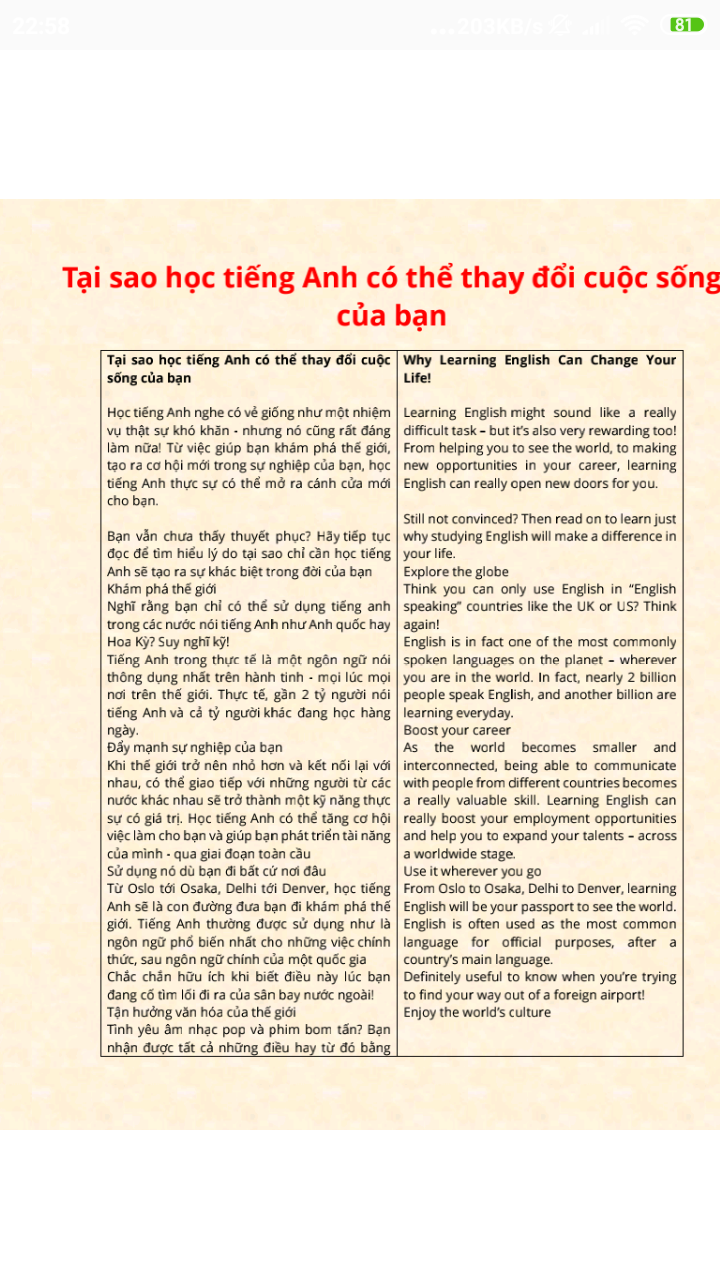 22:58
...203KB/s
81
Tại sao học tiếng Anh có thể thay đổi cuộc sống
của bạn
Tại sao học tiếng Anh có thể thay đổi cuộc
sống của bạn
Học tiếng Anh nghe có vẻ giống như một nhiệm
vụ thật sự khó khăn - nhưng nó cũng rất đáng
làm nữa! Từ việc giúp bạn khám phá thế giới,
tạo ra cơ hội mới trong sự nghiệp của bạn, học
tiếng Anh thực sự có thể mở ra cánh cửa mới
cho bạn.
Bạn vẫn chưa thấy thuyết phục? Hãy tiếp tục
đọc để tìm hiểu lý do tại sao chỉ cần học tiếng
Anh sẽ tạo ra sự khác biệt trong đời của bạn
Khám phá thế giới
Nghĩ rằng bạn chỉ có thể sử dụng tiếng anh
trong các nước nói tiếng Anh như Anh quốc hay
Hoa Kỳ? Suy nghĩ kỹ!
Tiếng Anh trong thực tế là một ngôn ngữ nói
thông dụng nhất trên hành tinh - mọi lúc mọi
nơi trên thế giới. Thực tế, gần 2 tỷ người nói
tiếng Anh và cả tỷ người khác đang học hàng
ngày.
Đẩy mạnh sự nghiệp của bạn
Khi thế giới trở nên nhỏ hơn và kết nối lại với
nhau, có thể giao tiếp với những người từ các
nước khác nhau sẽ trở thành một kỹ năng thực
sự có giá trị. Học tiếng Anh có thể tăng cơ hội
việc làm cho bạn và giúp bạn phát triển tài năng
của mình - qua giai đoạn toàn cầu
Sử dụng nó dù bạn đi bất cứ nơi đâu
Từ Oslo tới Osaka, Delhi tới Denver, học tiếng
Anh sẽ là con đường đưa bạn đi khám phá thế
giới. Tiếng Anh thường được sử dụng như là
ngôn ngữ phổ biến nhất cho những việc chính
thức, sau ngôn ngữ chính của một quốc gia
Chắc chắn hữu ích khi biết điều này lúc bạn
đang cố tìm lối đi ra của sân bay nước ngoài!
Tận hưởng văn hóa của thế giới
Tình yêu âm nhạc pop và phim bom tấn? Bạn
nhận được tất cả những điều hay từ đó bằng
Why Learning English Can Change Your
Life!
Learning English might sound like a really
difficult task – but it's also very rewarding too!
From helping you to see the world, to making
new opportunities in your career, learning
English can really open new doors for you.
Still not convinced? Then read on to learn just
why studying English will make a difference in
your life.
Explore the globe
Think you can only use English in “English
speaking” countries like the UK or US? Think
again!
English is in fact one of the most commonly
spoken languages on the planet – wherever
you are in the world. In fact, nearly 2 billion
people speak English, and another billion are
learning everyday.
Boost your career
As the world becomes smaller and
interconnected, being able to communicate
with people from different countries becomes
a really valuable skill. Learning English can
really boost your employment opportunities
and help you to expand your talents – across
a worldwide stage.
Use it wherever you go
From Oslo to Osaka, Delhi to Denver, learning
English will be your passport to see the world.
English is often used as the most common
language for official purposes, after a
country's main language.
Definitely useful to know when you're trying
to find your way out of a foreign airport!
Enjoy the world's culture